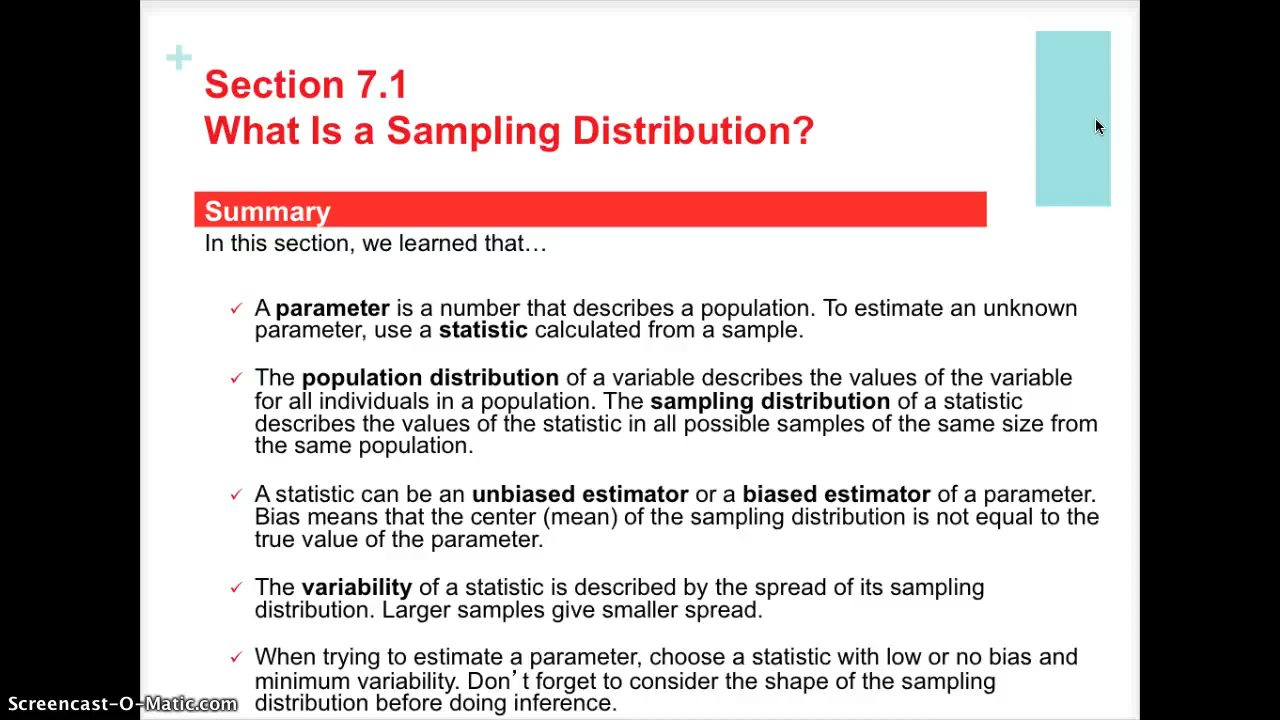 Section 7.1
What Is a Sampling Distribution?
Summary
In this section, we learned that…
✓ A parameter is a number that describes a population. To estimate an unknown
parameter, use a statistic calculated from a sample.
✓ The population distribution of a variable describes the values of the variable
for all individuals in a population. The sampling distribution of a statistic
describes the values of the statistic in all possible samples of the same size from
the same population.
✓ A statistic can be an unbiased estimator or a biased estimator of a parameter.
Bias means that the center (mean) of the sampling distribution is not equal to the
true value of the parameter.
✓ The variability of a statistic is described by the spread of its sampling
distribution. Larger samples give smaller spread.
✓ When trying to estimate a parameter, choose a statistic with low or no bias and
minimum variability. Don’t forget to consider the shape of the sampling
distribution before doing inference.
Screencast-O-Matic.com